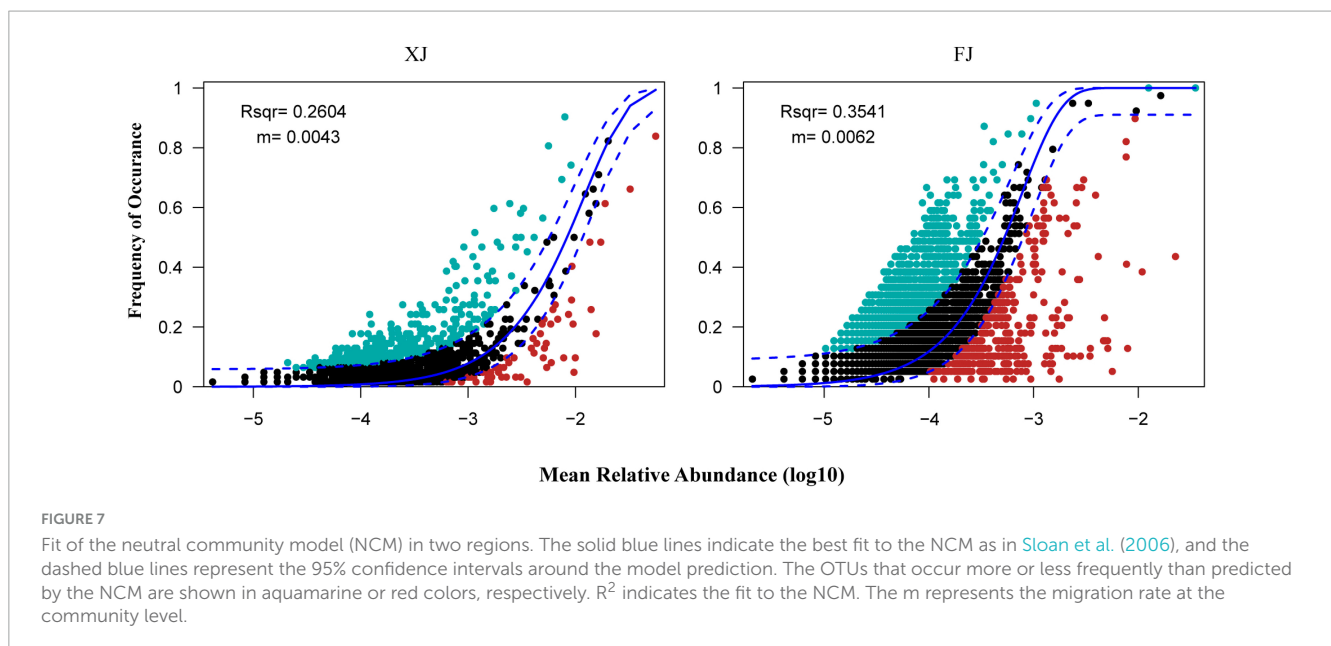 XJ
FJ
Frequency of Occurance
1
0.8
0.6
0.4
0.2
0
Rsqr= 0.2604
m= 0.0043
−5
−4
−3
−2
1
0.8
0.6
0.4
0.2
0
Rsqr= 0.3541
m= 0.0062
−5
−4
−3
−2
Mean Relative Abundance (log10)
FIGURE 7
Fit of the neutral community model (NCM) in two regions. The solid blue lines indicate the best fit to the NCM as in Sloan et al. (2006), and the
dashed blue lines represent the 95% confidence intervals around the model prediction. The OTUs that occur more or less frequently than predicted
by the NCM are shown in aquamarine or red colors, respectively. R² indicates the fit to the NCM. The m represents the migration rate at the
community level.